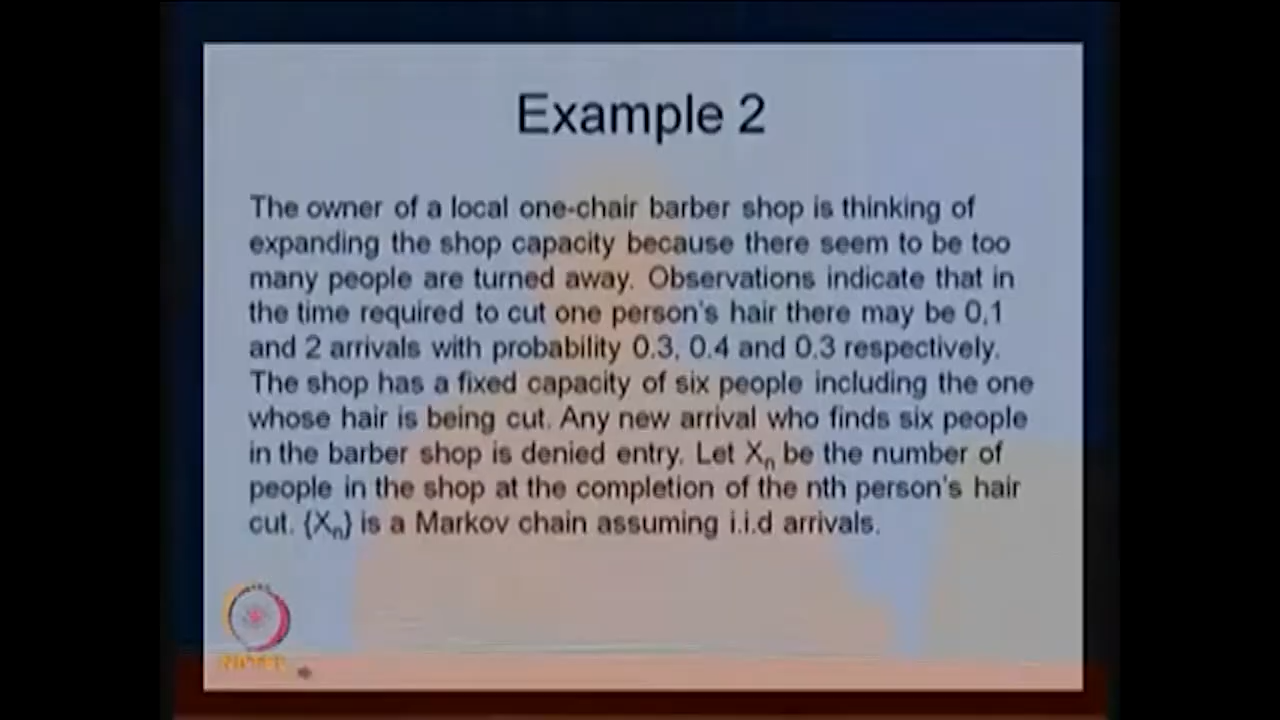 Example 2
The owner of a local one-chair barber shop is thinking of
expanding the shop capacity because there seem to be too
many people are turned away. Observations indicate that in
the time required to cut one person's hair there may be 0,1
and 2 arrivals with probability 0.3, 0.4 and 0.3 respectively.
The shop has a fixed capacity of six people including the one
whose hair is being cut. Any new arrival who finds six people
in the barber shop is denied entry. Let Xn be the number of
people in the shop at the completion of the nth person's hair
cut. {Xn} is a Markov chain assuming i.i.d arrivals.
NPTEL